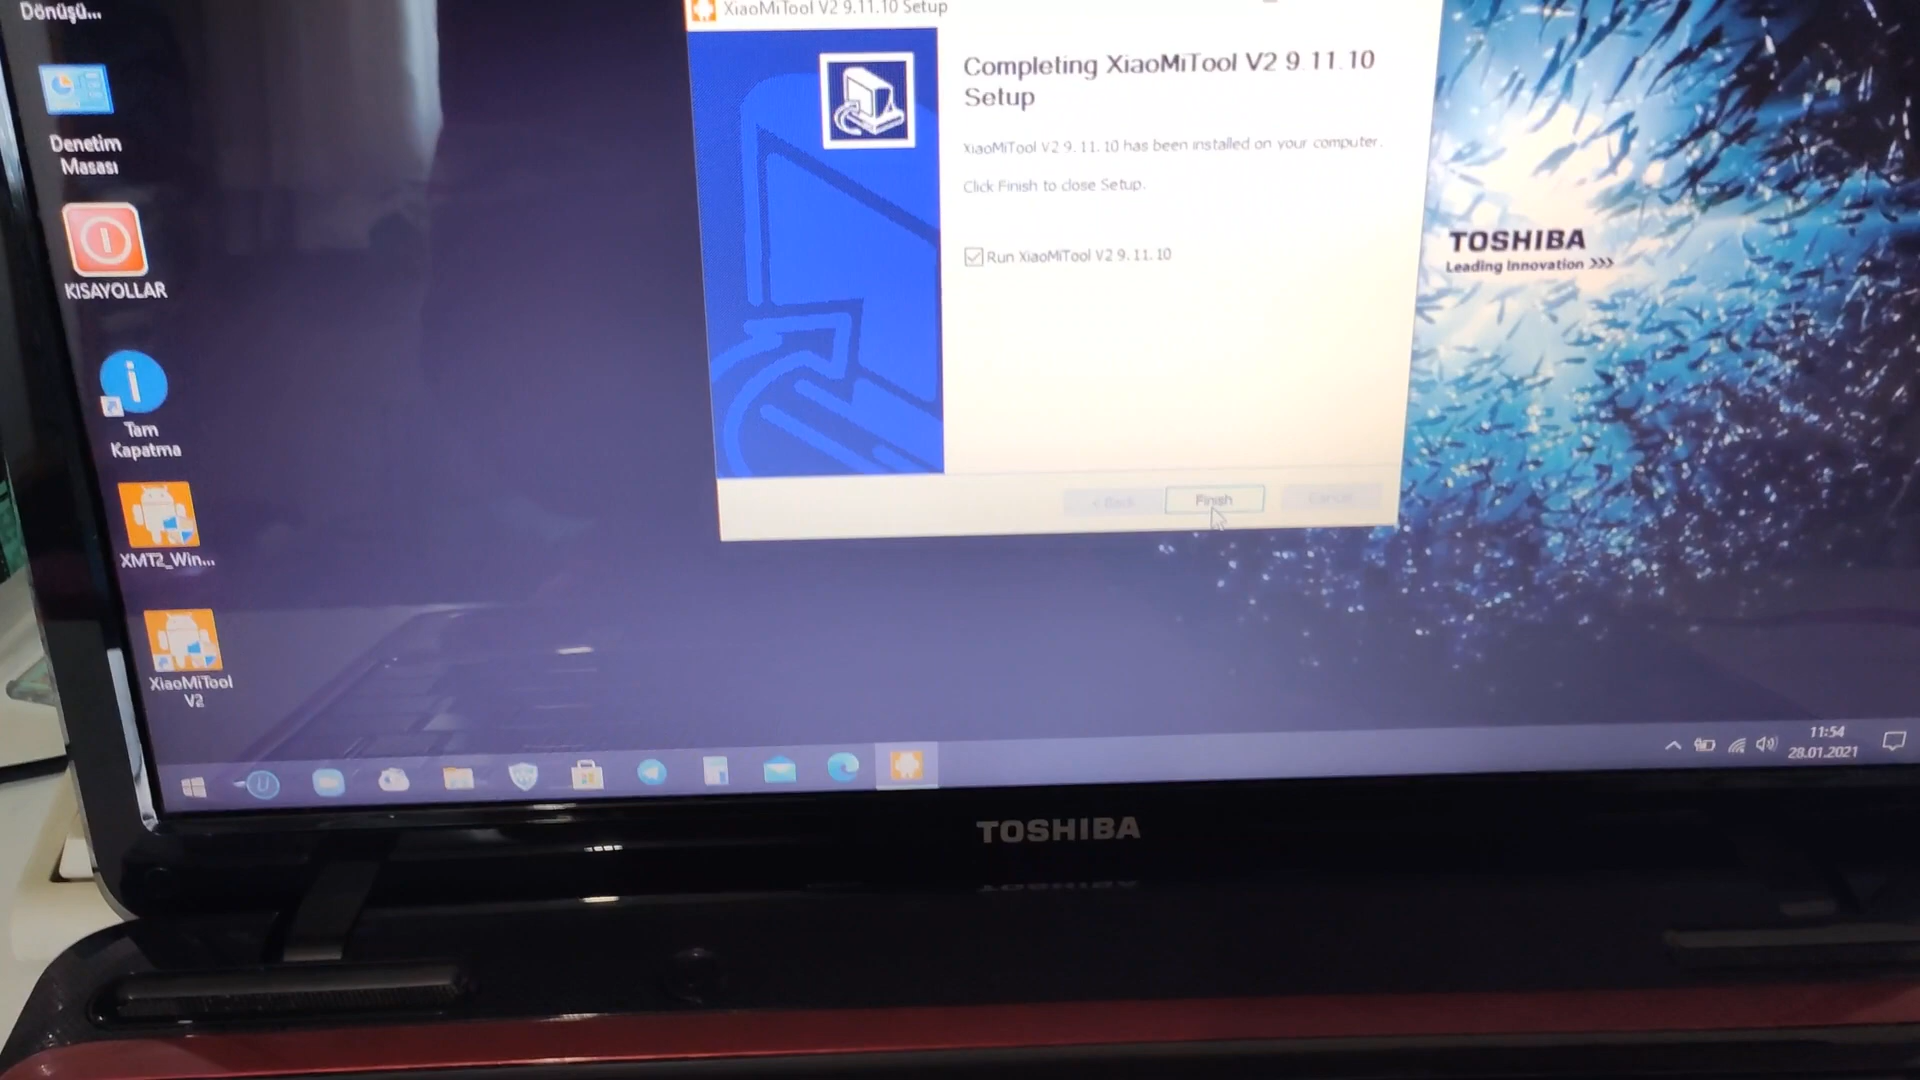 Dönüşü...
Denetim
Masası
KISAYOLLAR
Tam
Kapatma
XMT2_Win...
XiaoMiTool
V2
XiaoMiTool V2 9.11.10 Setup
Completing XiaoMiTool V2 9.11.10
Setup
XiaoMiTool V2 9.11.10 has been installed on your computer.
Click Finish to close Setup.
Run XiaoMiTool V2 9.11.10
< Back
Finish
Cancel
TOSHIBA
Leading Innovation >>>
11:54
28.01.2021
TOSHIBA